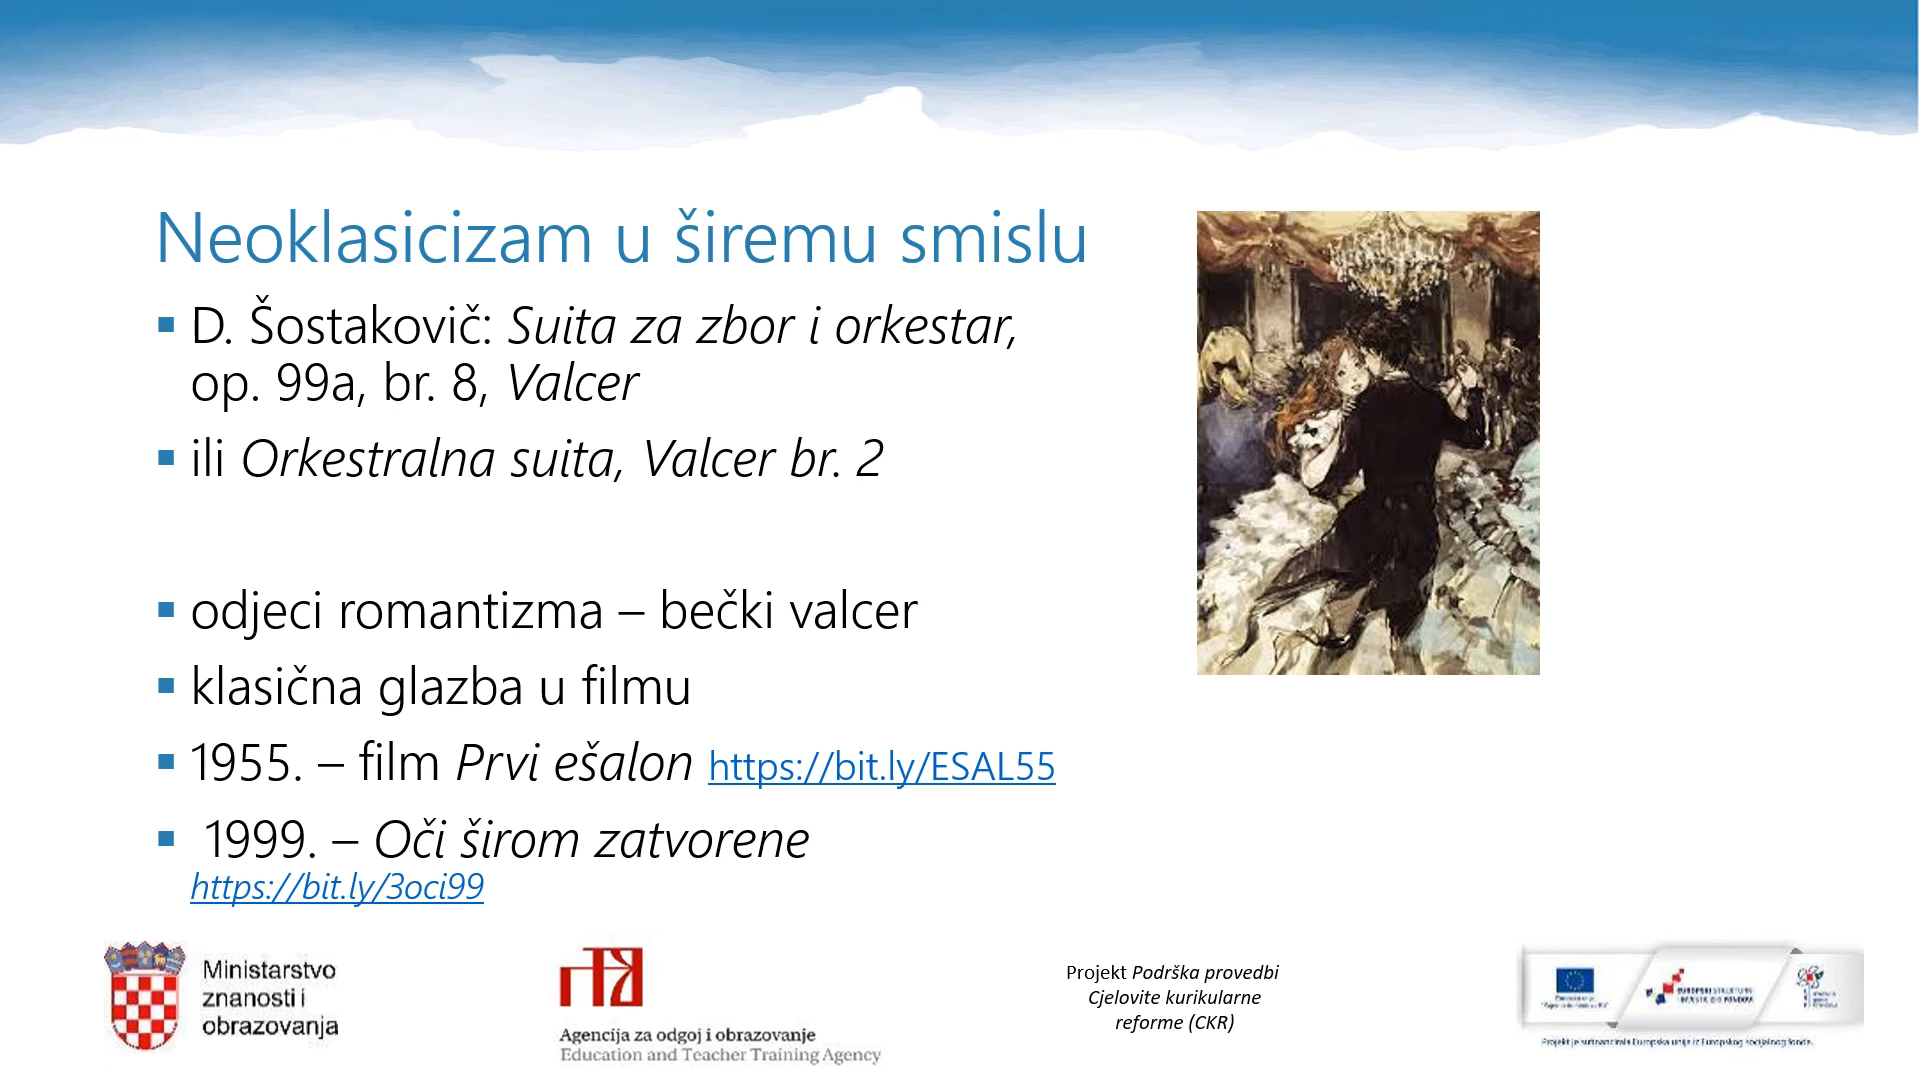 Neoklasicizam u širemu smislu
▪ D. Šostakovič: Suita za zbor i orkestar,
op. 99a, br. 8, Valcer
▪ ili Orkestralna suita, Valcer br. 2
▪ odjeci romantizma – bečki valcer
▪ klasična glazba u filmu
▪ 1955. – film Prvi ešalon https://bit.ly/ESAL55
▪ 1999. – Oči širom zatvorene
https://bit.ly/3oci99
Ministarstvo
znanosti i
obrazovanja
Agencija za odgoj i obrazovanje
Education and Teacher Training Agency
Projekt Podrška provedbi
Cjelovite kurikularne
reforme (CKR)
EUROPSKI STRUKTURNI
I INVESTICIJSKI FONDOVI
Projekt je sufinancirala Europska unija iz Europskog socijalnog fonda.